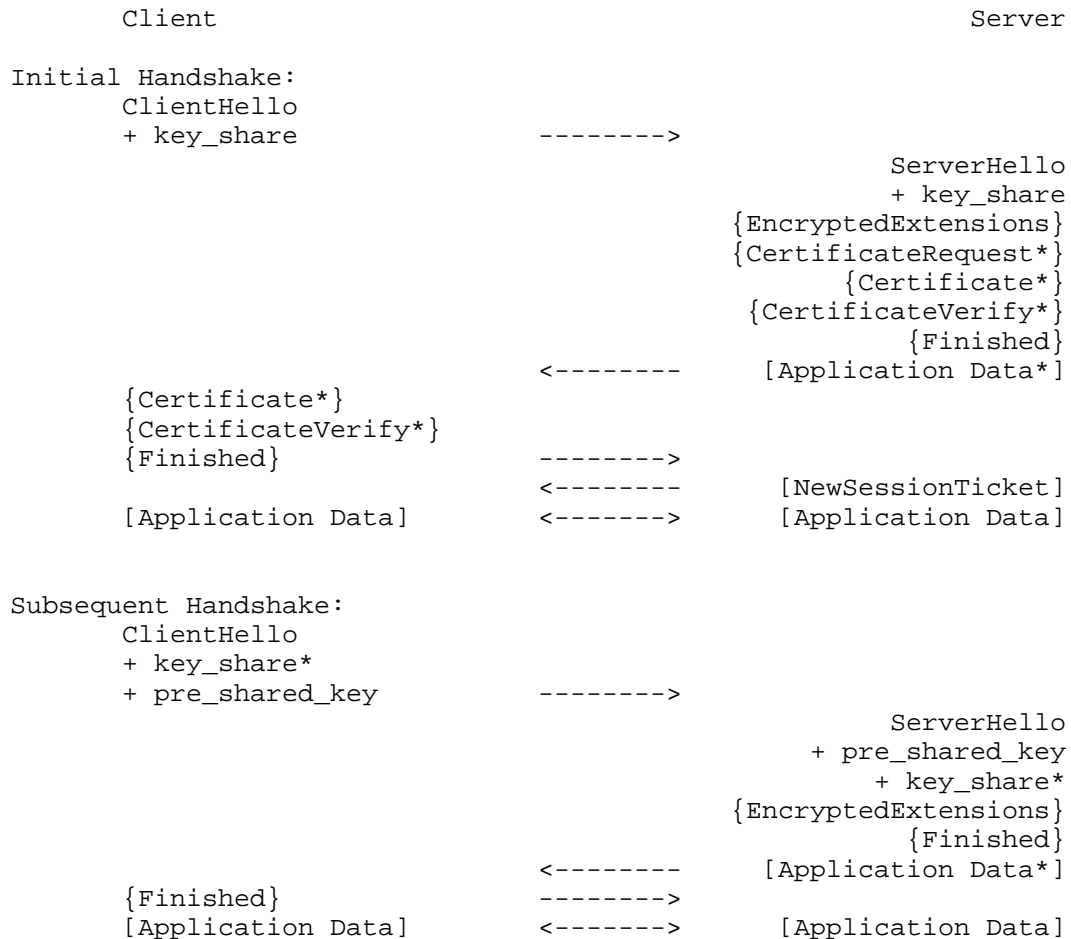 Client                                               Server

Initial Handshake:
       ClientHello
       + key_share               -------->
                                                       ServerHello
                                                       + key_share
                                             {EncryptedExtensions}
                                             {CertificateRequest*}
                                                    {Certificate*}
                                              {CertificateVerify*}
                                                        {Finished}
                                 <--------     [Application Data*]
       {Certificate*}
       {CertificateVerify*}
       {Finished}                -------->
                                 <--------      [NewSessionTicket]
       [Application Data]        <------->      [Application Data]


Subsequent Handshake:
       ClientHello
       + key_share*
       + pre_shared_key          -------->
                                                       ServerHello
                                                  + pre_shared_key
                                                      + key_share*
                                             {EncryptedExtensions}
                                                        {Finished}
                                 <--------     [Application Data*]
       {Finished}                -------->
       [Application Data]        <------->      [Application Data]